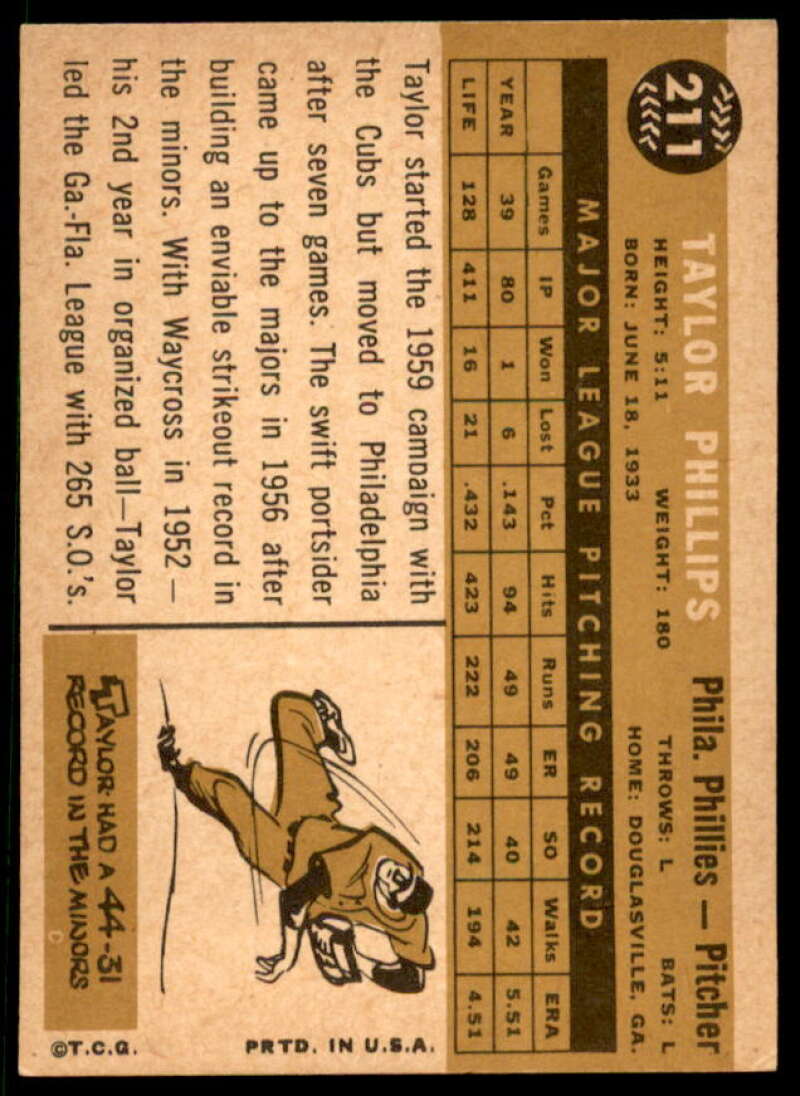 211
TAYLOR PHILLIPS Phila. Phillies — Pitcher
HEIGHT: 5:11 WEIGHT: 180 THROWS: L BATS: L
BORN: JUNE 18, 1933 HOME: DOUGLASVILLE, GA.
MAJOR LEAGUE PITCHING RECORD
Games IP Won Lost Pct Hits Runs ER SO Walks ERA
YEAR 39 80 1 6 .143 94 49 49 40 42 5.51
LIFE 128 411 16 21 .432 423 222 206 214 194 4.51
Taylor started the 1959 campaign with
the Cubs but moved to Philadelphia
after seven games. The swift portsider
came up to the majors in 1956 after
building an enviable strikeout record in
the minors. With Waycross in 1952—
his 2nd year in organized ball—Taylor
led the Ga.-Fla. League with 265 S.O.'s.
TAYLOR HAD A 44-31
RECORD IN THE MINORS
©T.C.G. PRTD. IN U.S.A.